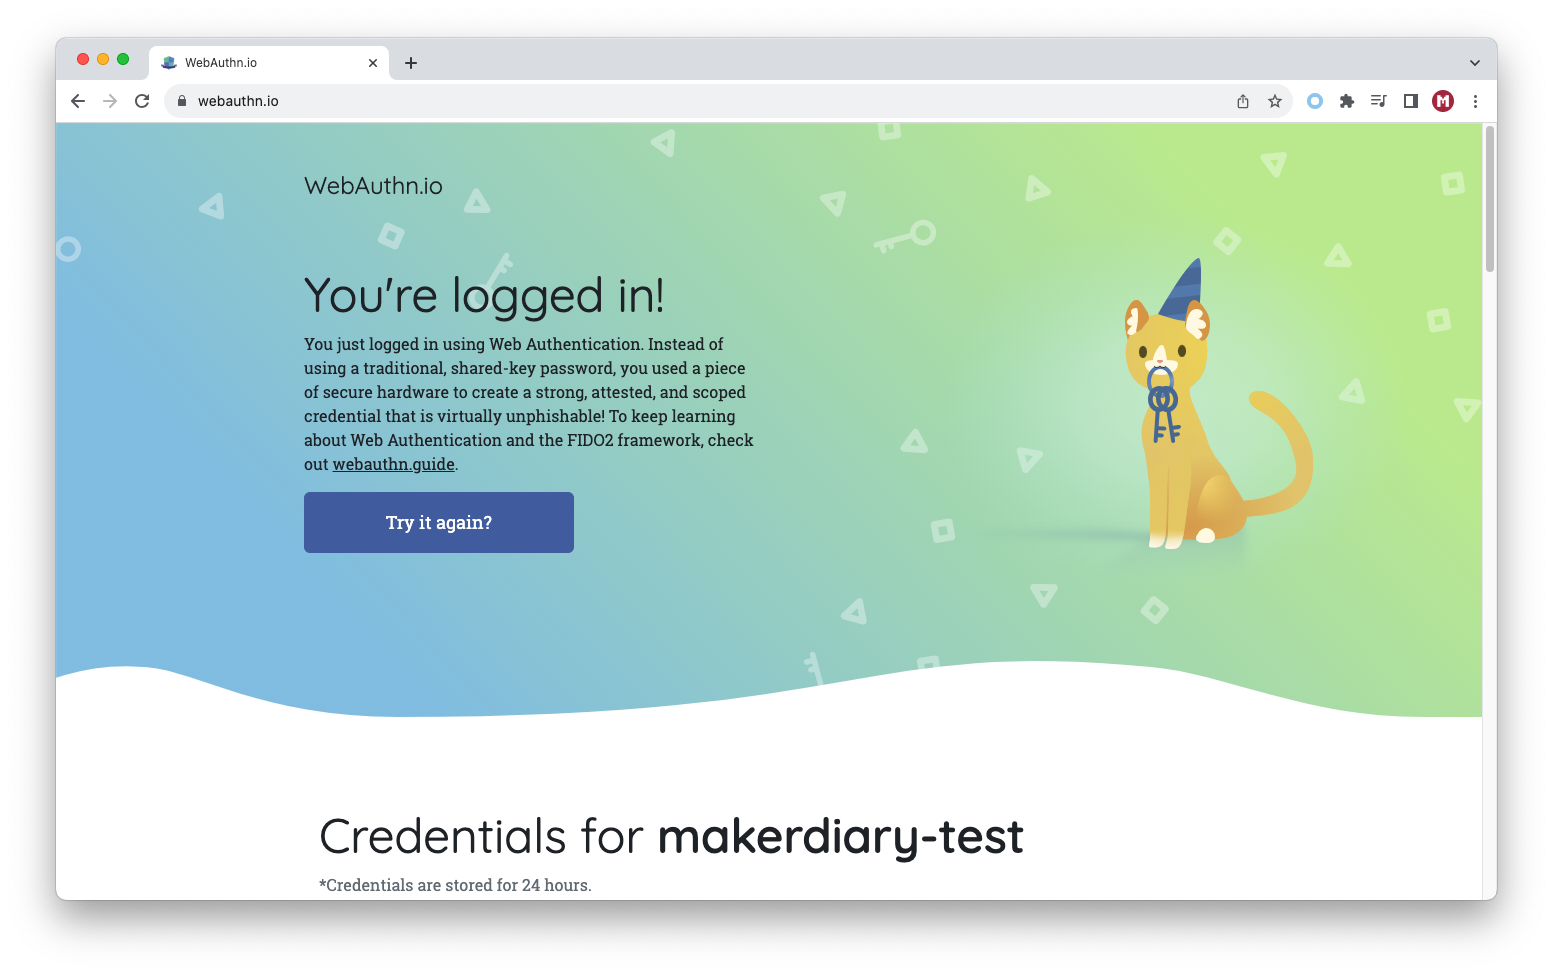 WebAuthn.io
webauthn.io
M
WebAuthn.io
You're logged in!
You just logged in using Web Authentication. Instead of
using a traditional, shared-key password, you used a piece
of secure hardware to create a strong, attested, and scoped
credential that is virtually unphishable! To keep learning
about Web Authentication and the FIDO2 framework, check
out webauthn.guide.
Try it again?
Credentials for makerdiary-test
*Credentials are stored for 24 hours.